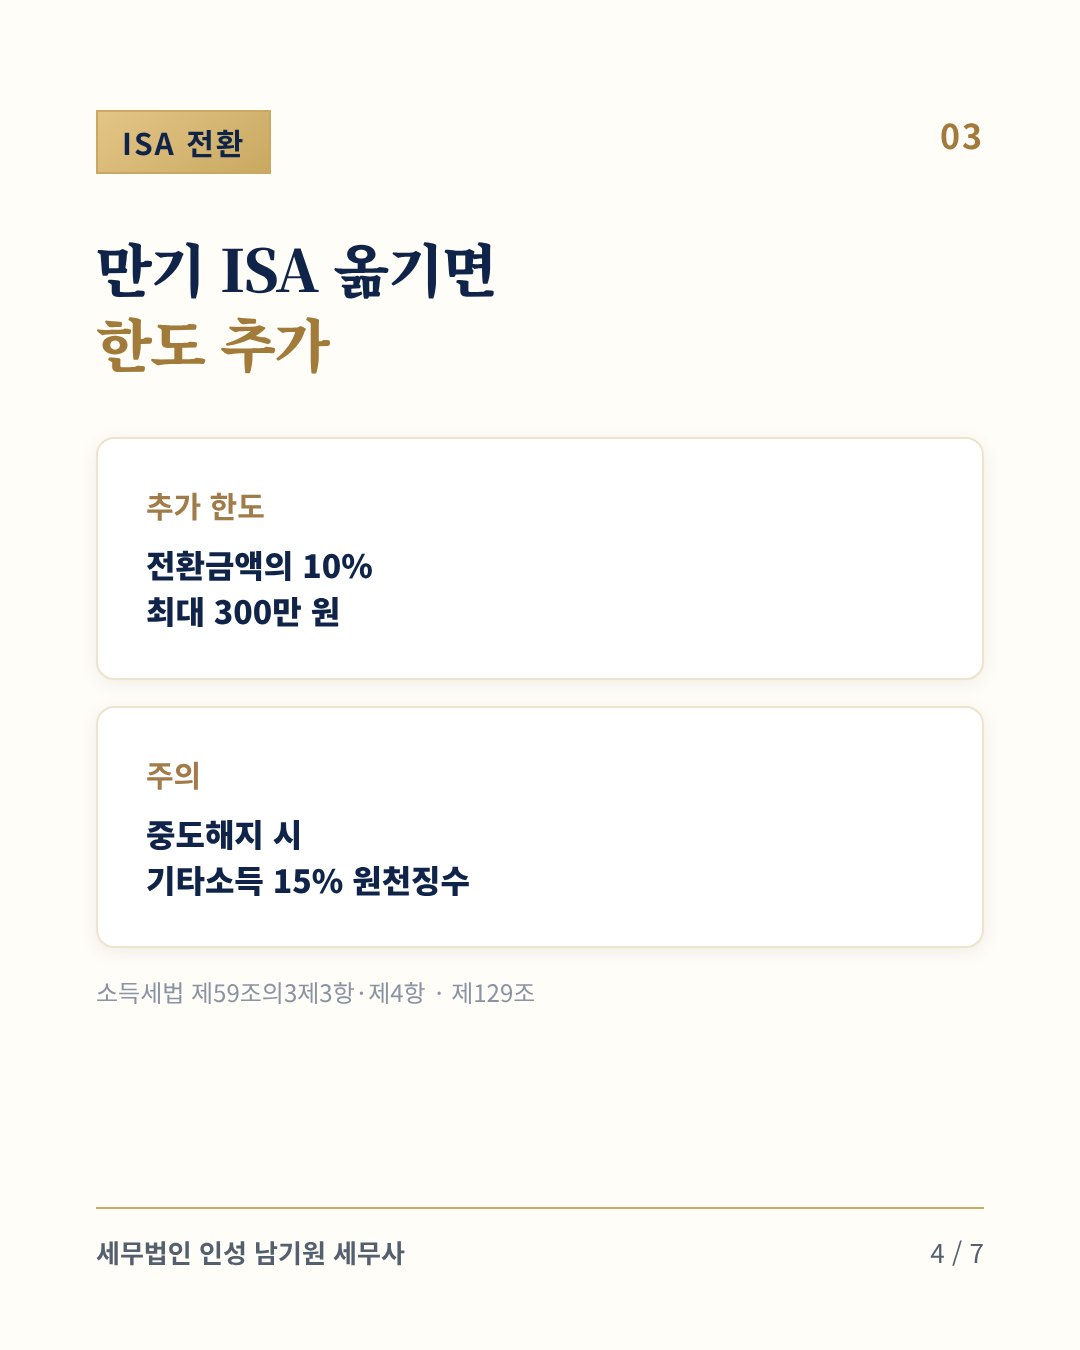 ISA 전환
03
만기 ISA 옮기면
한도 추가
추가 한도
전환금액의 10%
최대 300만 원
주의
중도해지 시
기타소득 15% 원천징수
소득세법 제59조의3제3항·제4항 · 제129조
세무법인 인성 남기원 세무사
4 / 7